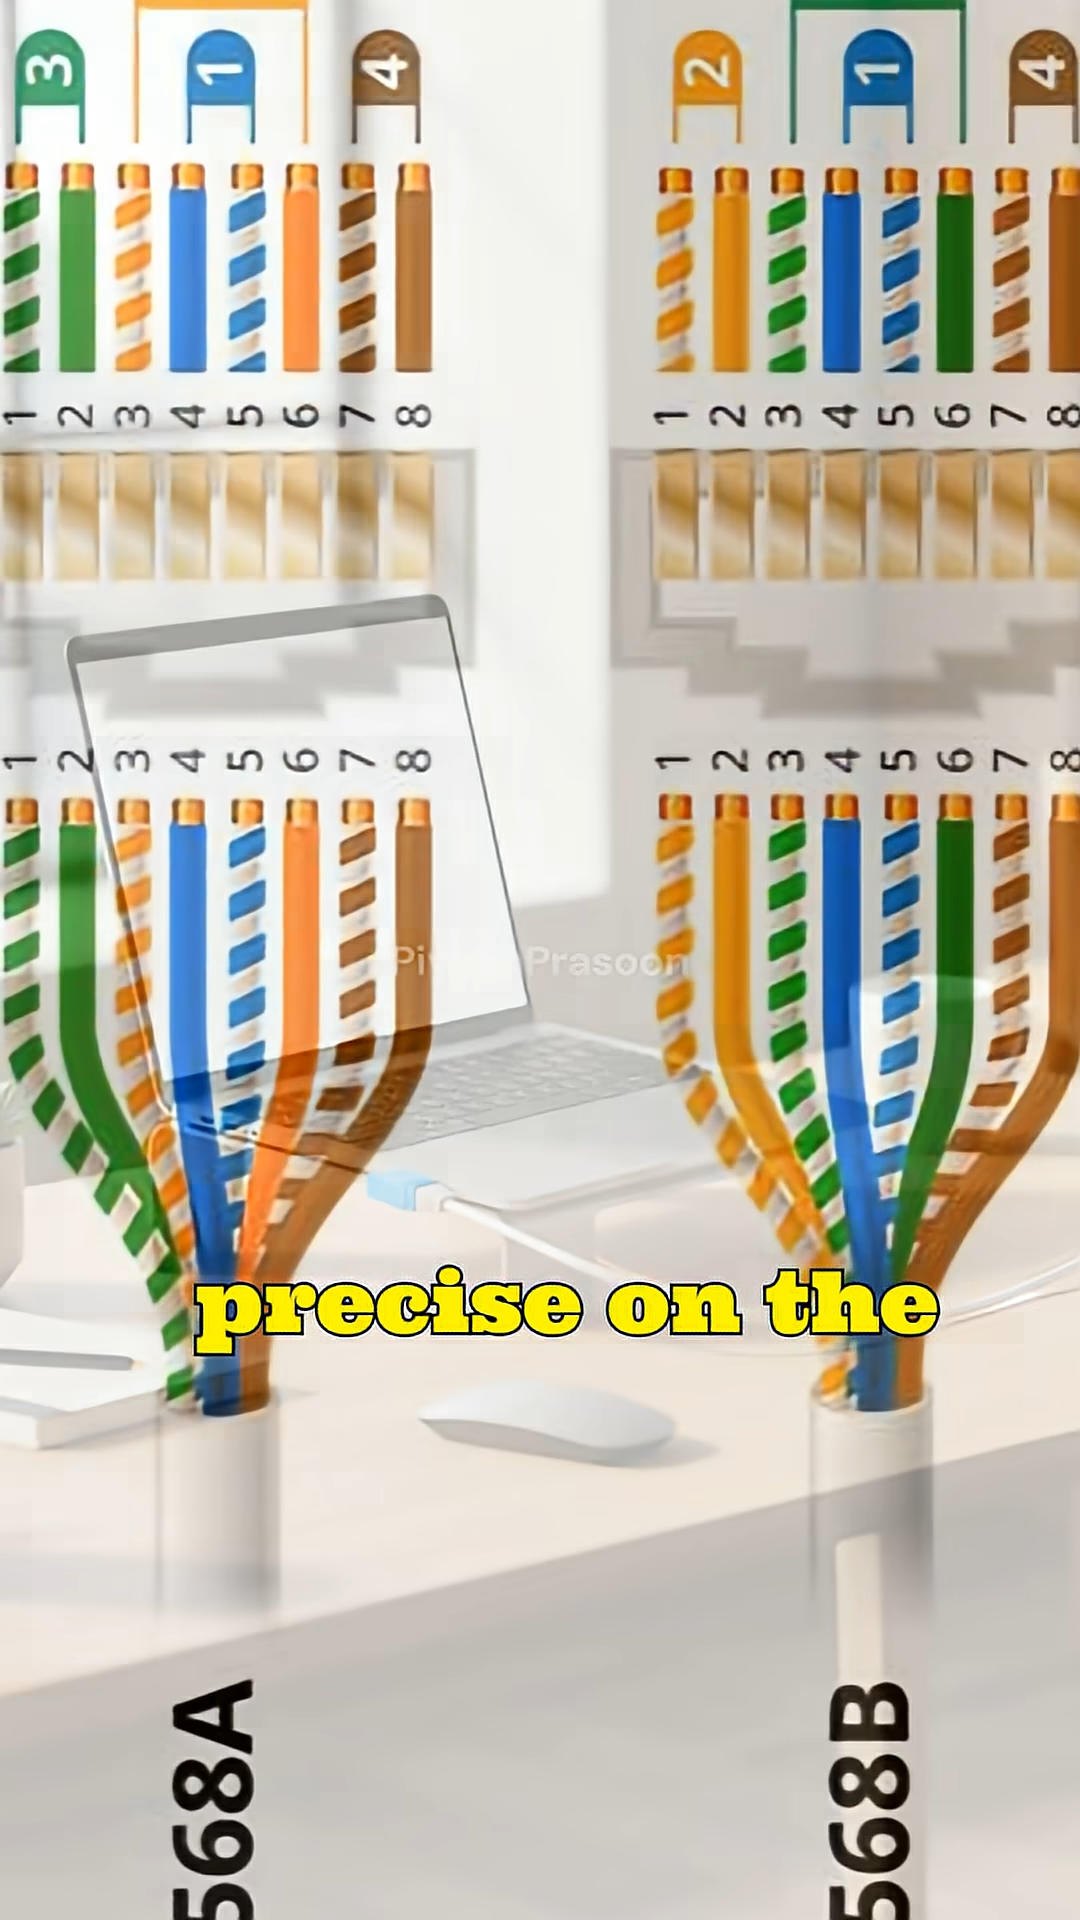 3 1 4 2 1 4
1 2 3 4 5 6 7 8 1 2 3 4 5 6 7 8
1 2 3 4 5 6 7 8 1 2 3 4 5 6 7 8
Prasoon
precise on the
568A 568B